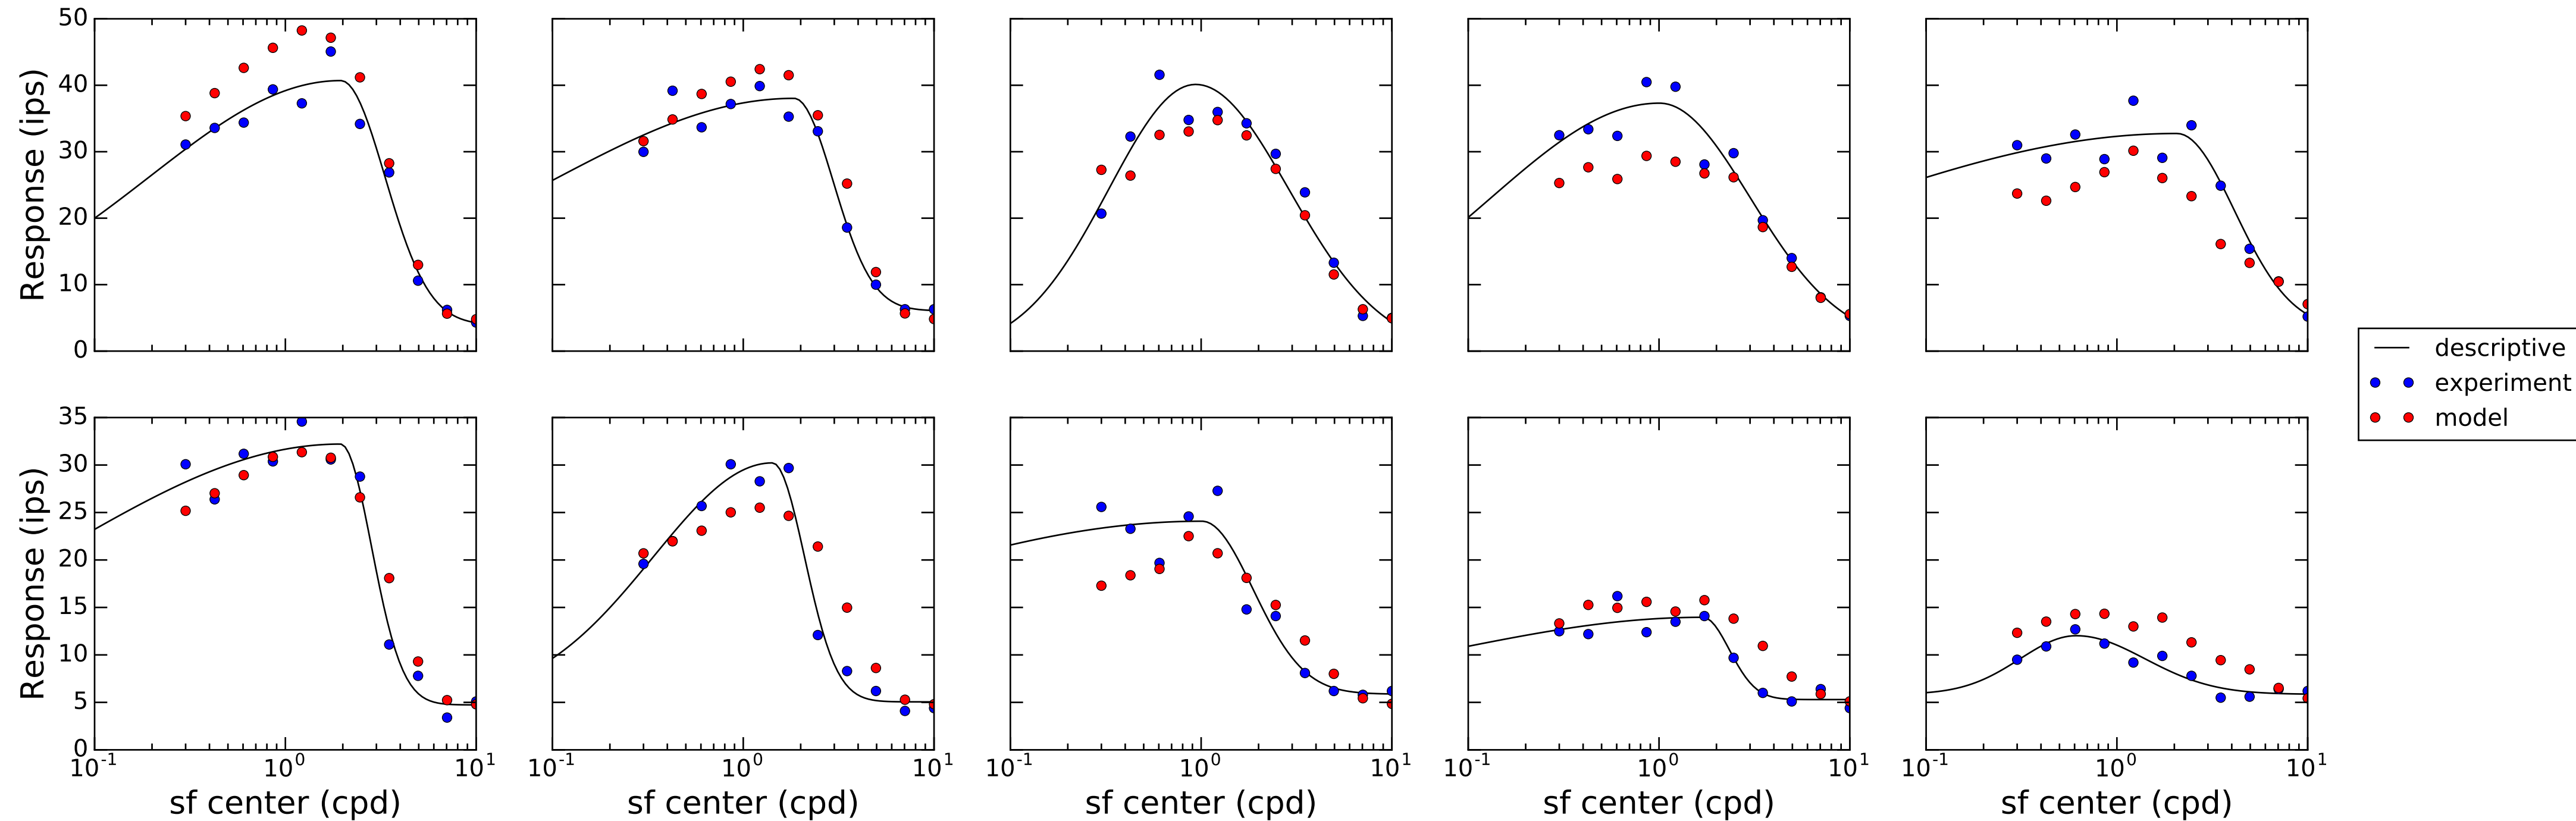 50
40
30
20
10
0
Response (ips)
descriptive
experiment
model
35
30
25
20
15
10
5
0
Response (ips)
10⁻¹ 10⁰ 10¹
10⁻¹ 10⁰ 10¹
10⁻¹ 10⁰ 10¹
10⁻¹ 10⁰ 10¹
10⁻¹ 10⁰ 10¹
sf center (cpd)
sf center (cpd)
sf center (cpd)
sf center (cpd)
sf center (cpd)